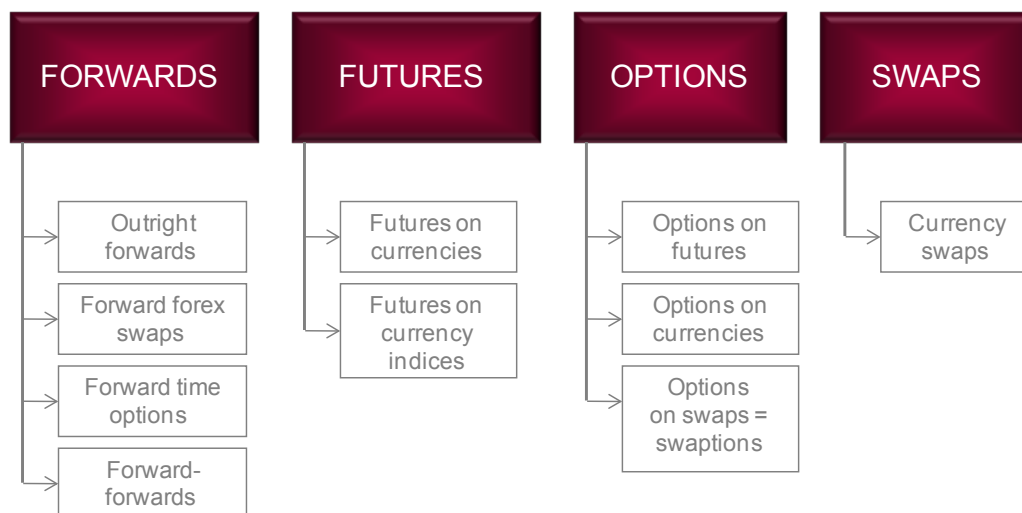 FORWARDS
FUTURES
OPTIONS
SWAPS
Outright
forwards
Forward forex
swaps
Forward time
options
Forward-
forwards
Futures on
currencies
Futures on
currency
indices
Options on
futures
Options on
currencies
Options
on swaps =
swaptions
Currency
swaps